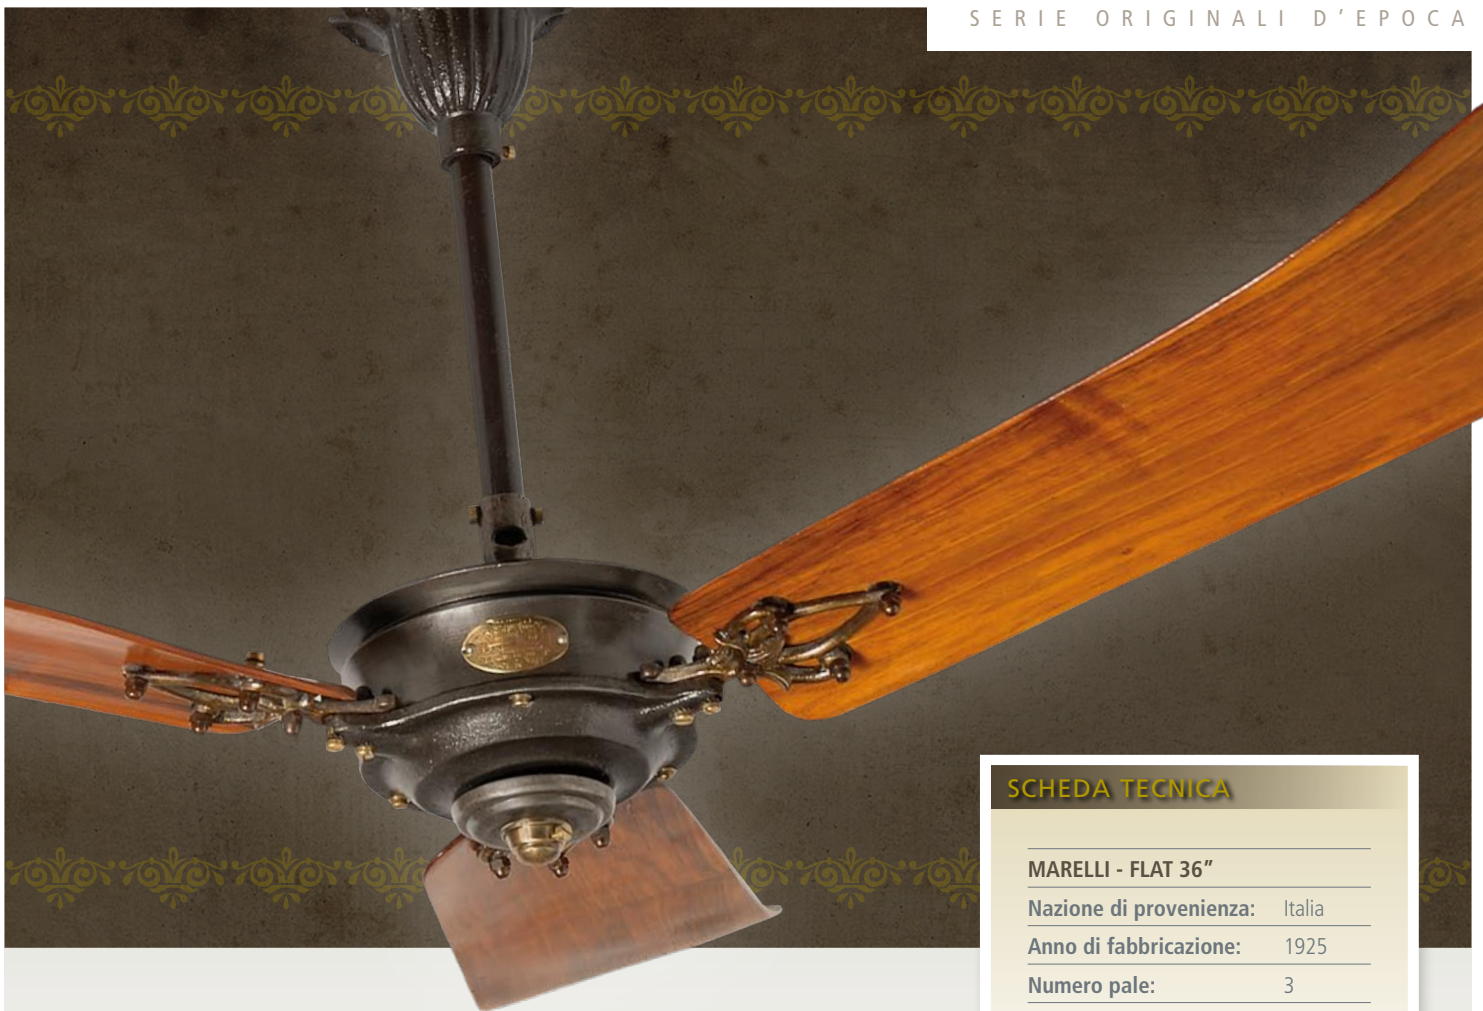 SERIE ORIGINALI D'EPOCA
SCHEDA TECNICA
MARELLI - FLAT 36"
Nazione di provenienza: Italia
Anno di fabbricazione: 1925
Numero pale: 3